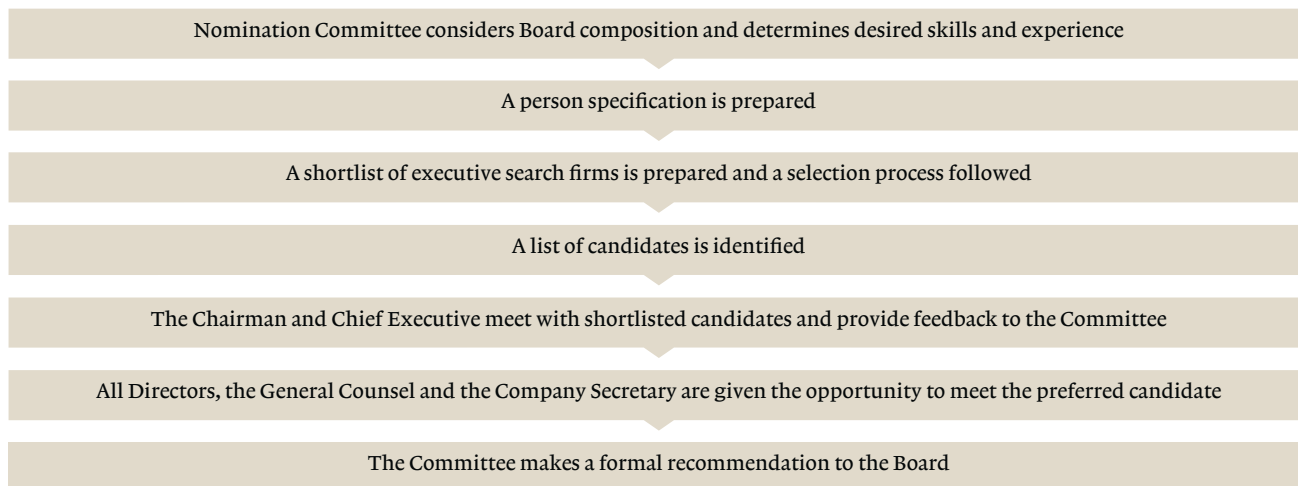 Nomination Committee considers Board composition and determines desired skills and experience
A person specification is prepared
A shortlist of executive search firms is prepared and a selection process followed
A list of candidates is identified
The Chairman and Chief Executive meet with shortlisted candidates and provide feedback to the Committee
All Directors, the General Counsel and the Company Secretary are given the opportunity to meet the preferred candidate
The Committee makes a formal recommendation to the Board